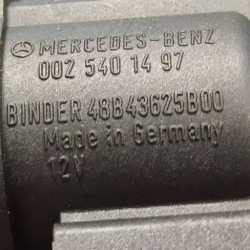 MERCEDES-BENZ
002 540 14 97
BINDER 48B43625B00
Made in Germany
12V